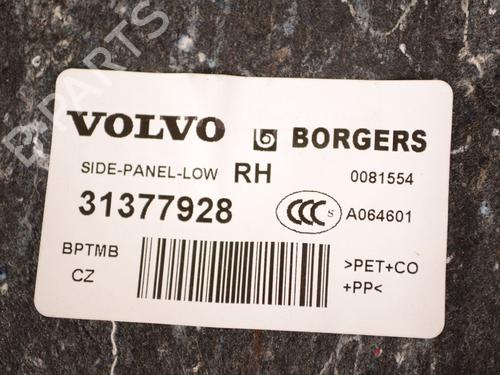 VOLVO BORGERS
SIDE-PANEL-LOW RH 0081554
31377928 CCC S A064601
BPTMB >PET+CO
CZ +PP<
B-PARTS